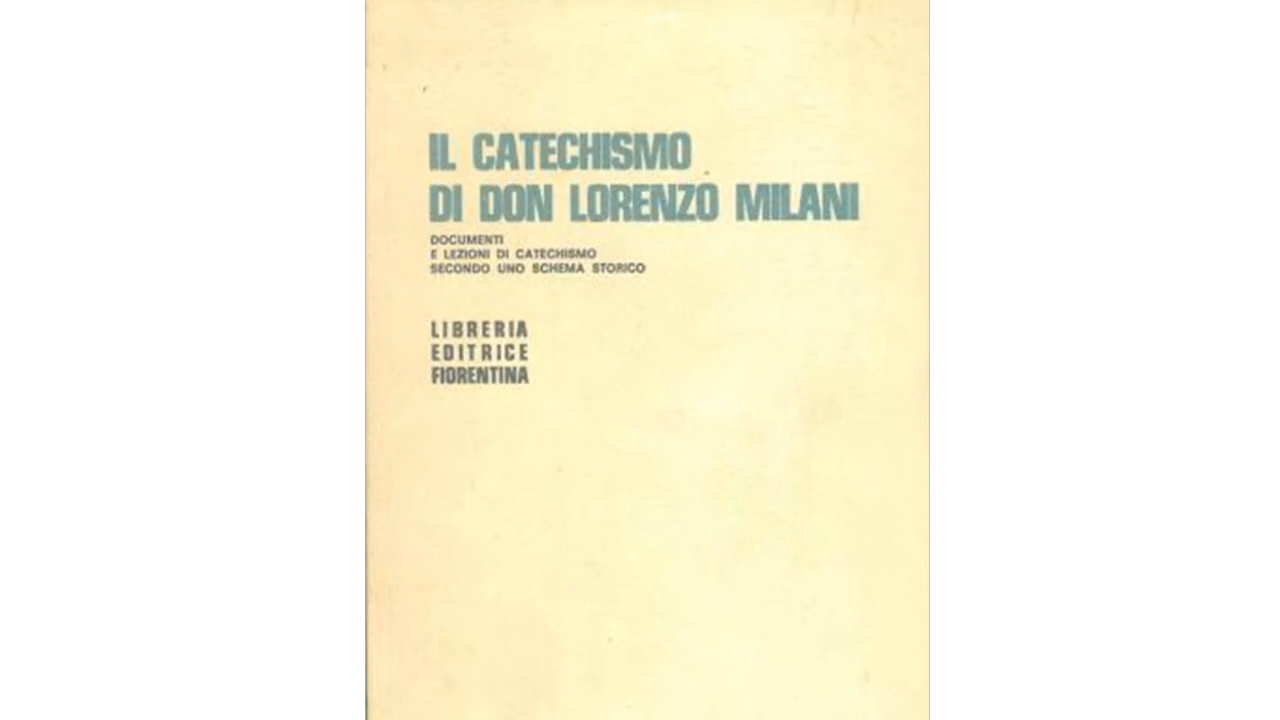 IL CATECHISMO
DI DON LORENZO MILANI
DOCUMENTI
E LEZIONI DI CATECHISMO
SECONDO UNO SCHEMA STORICO
LIBRERIA
EDITRICE
FIORENTINA